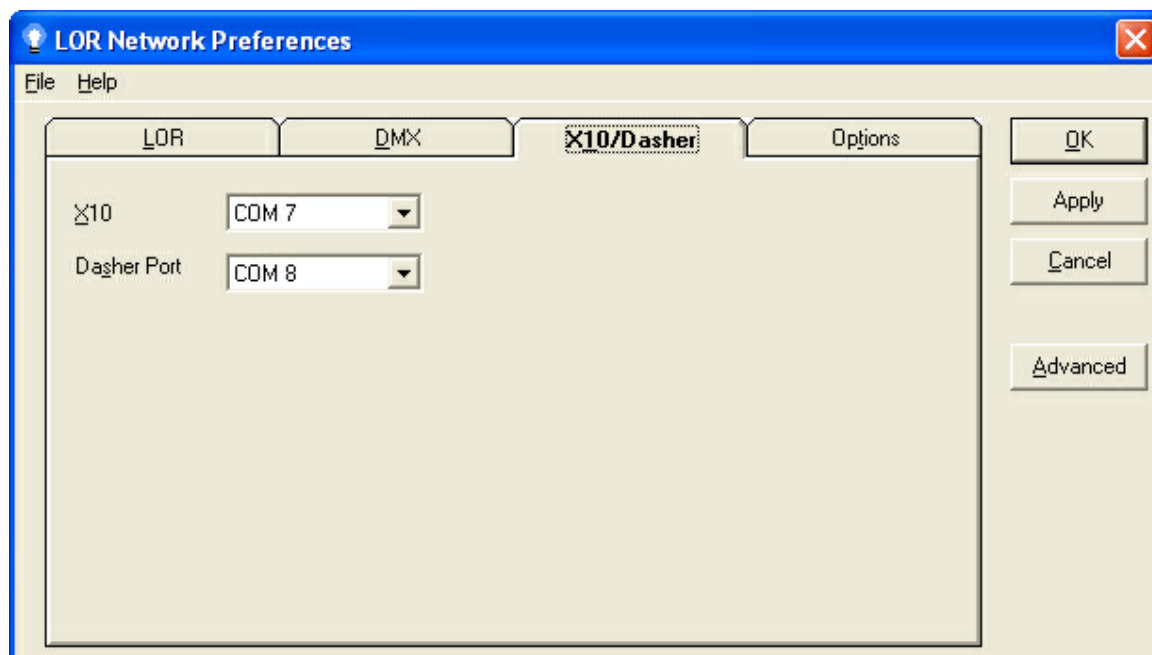 LOR Network Preferences
File Help
LOR DMX X10/Dasher Options
OK
X10 COM 7
Apply
Dasher Port COM 8
Cancel
Advanced